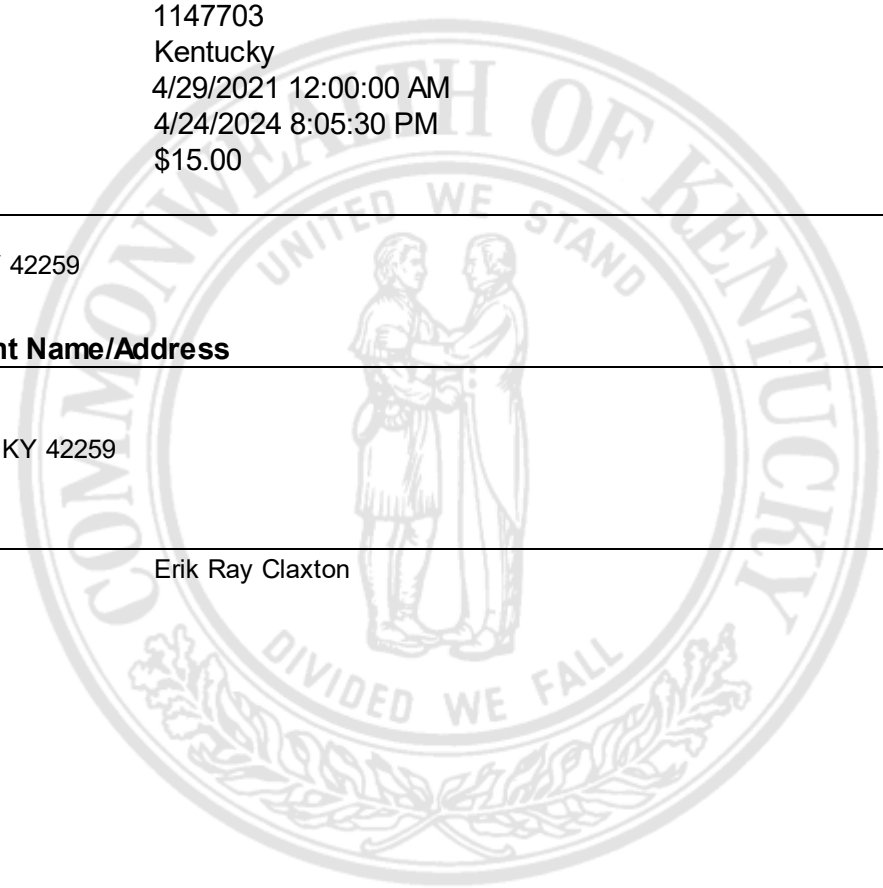 1147703
Kentucky
4/29/2021 12:00:00 AM
4/24/2024 8:05:30 PM
$15.00
42259
nt Name/Address
KY 42259
Erik Ray Claxton
COMMONWEALTH OF KENTUCKY
UNITED WE STAND
DIVIDED WE FALL